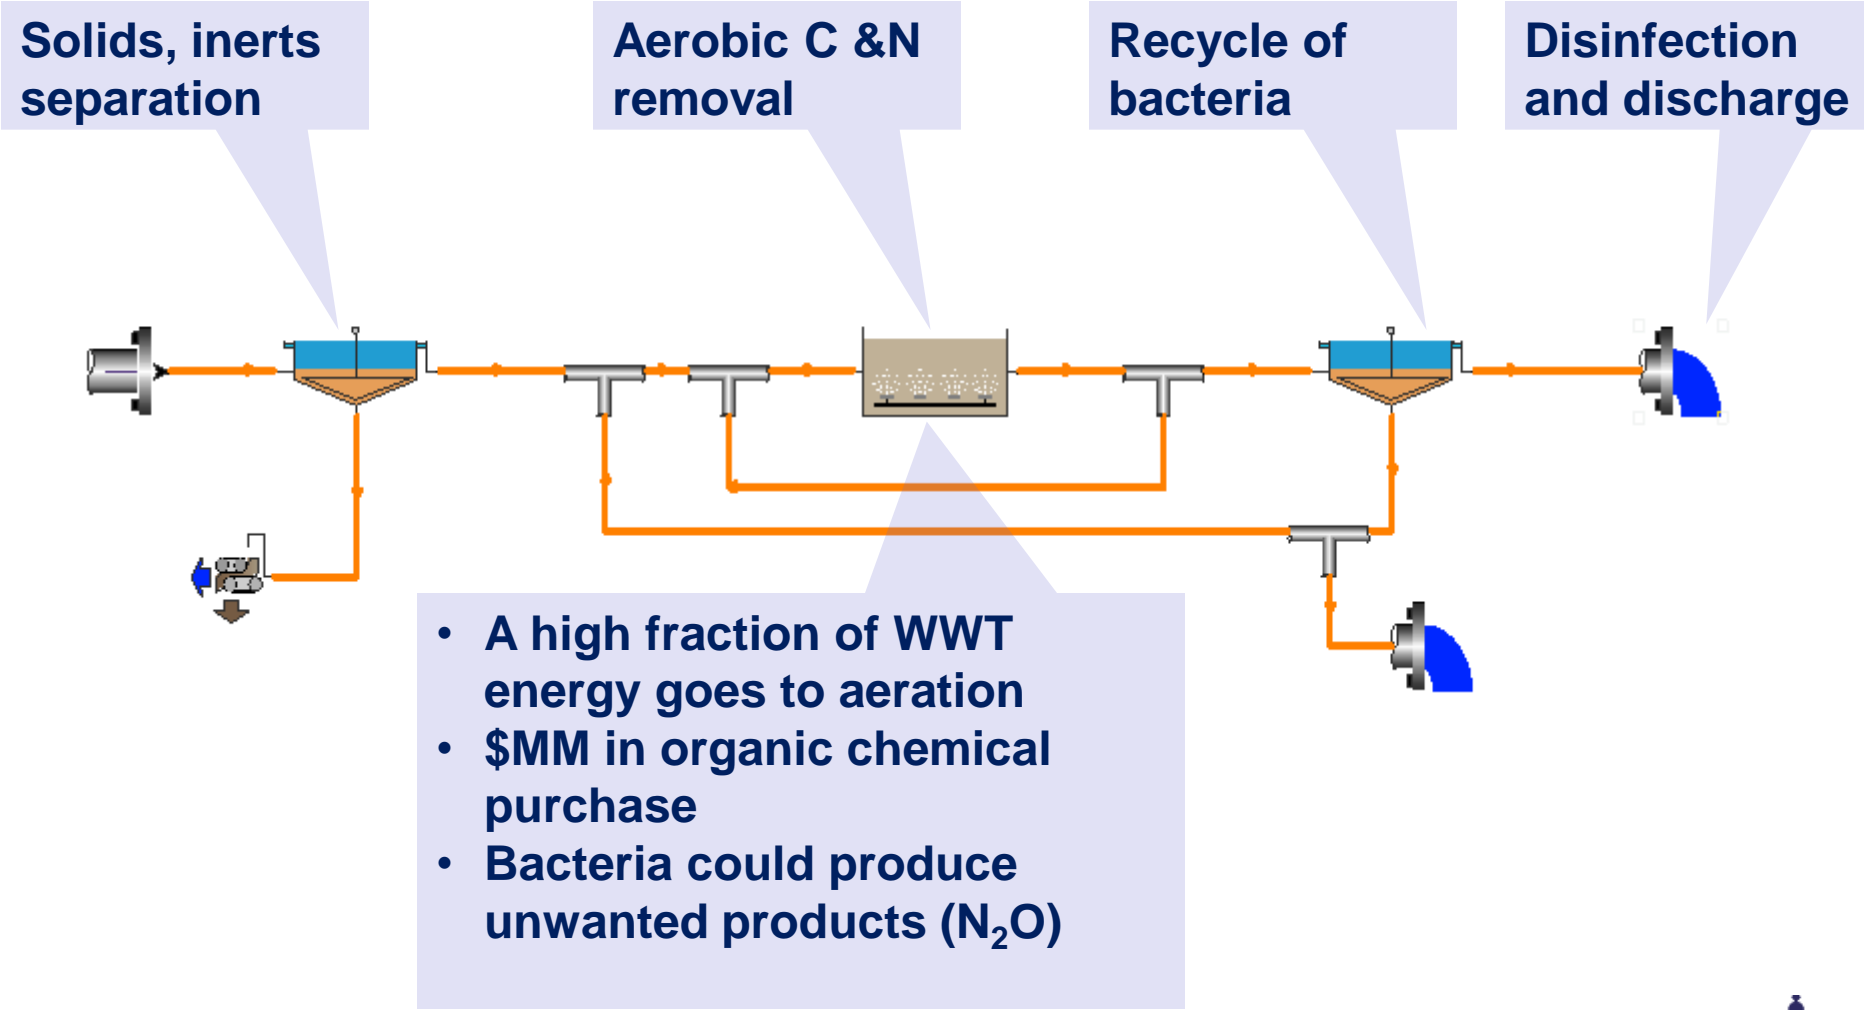 Solids, inerts
separation
Aerobic C &N
removal
Recycle of
bacteria
Disinfection
and discharge
• A high fraction of WWT
energy goes to aeration
• $MM in organic chemical
purchase
• Bacteria could produce
unwanted products (N₂O)